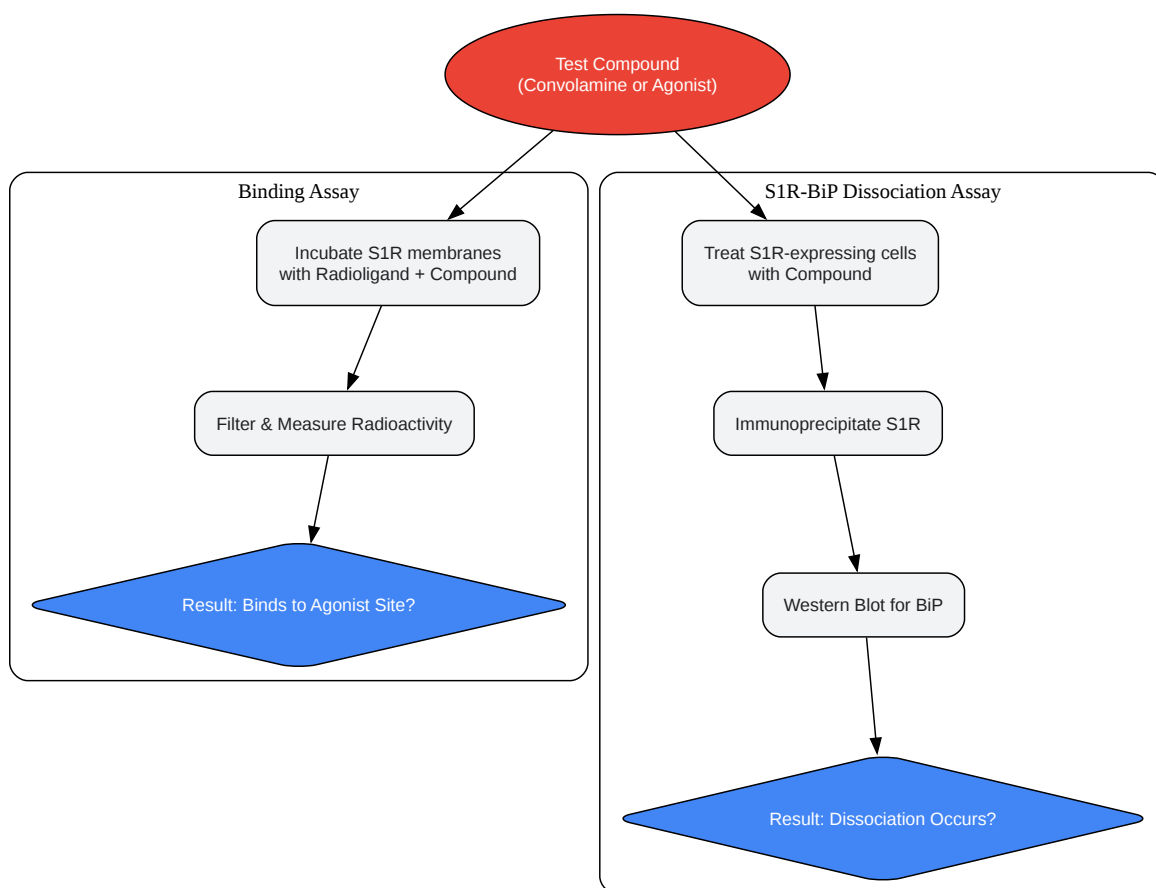 Test Compound
(Convolamine or Agonist)
Binding Assay
Incubate S1R membranes
with Radioligand + Compound
Filter & Measure Radioactivity
Result: Binds to Agonist Site?
S1R-BiP Dissociation Assay
Treat S1R-expressing cells
with Compound
Immunoprecipitate S1R
Western Blot for BiP
Result: Dissociation Occurs?